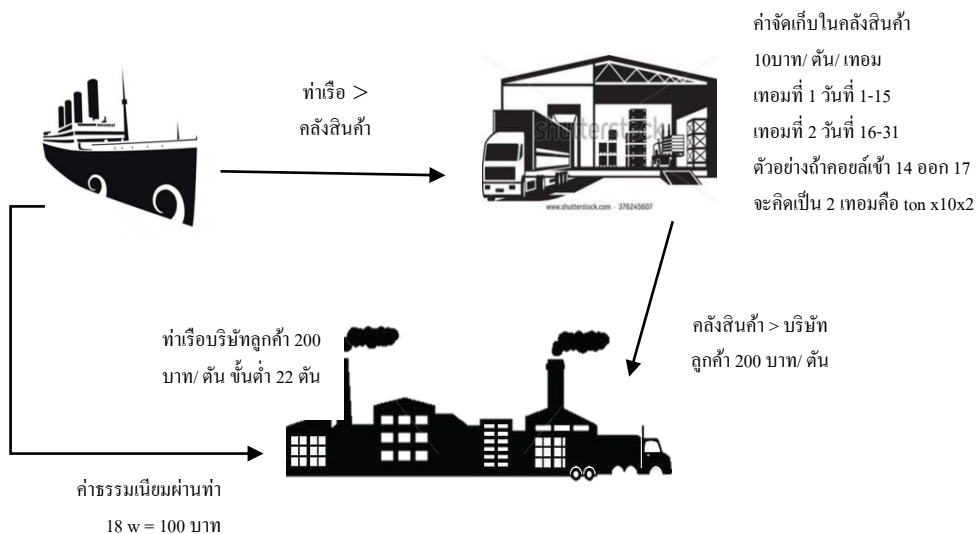 ท่าเรือ >
คลังสินค้า
ค่าจัดเก็บในคลังสินค้า
10บาท/ ตัน/ เทอม
เทอมที่ 1 วันที่ 1-15
เทอมที่ 2 วันที่ 16-31
ตัวอย่างถ้าคอยล์เข้า 14 ออก 17
จะคิดเป็น 2 เทอมคือ ton x10x2
shutterstock
www.shutterstock.com · 376245607
ท่าเรือบริษัทลูกค้า 200
บาท/ ตัน ขั้นต่ำ 22 ตัน
คลังสินค้า > บริษัท
ลูกค้า 200 บาท/ ตัน
ค่าธรรมเนียมผ่านท่า
18 w = 100 บาท